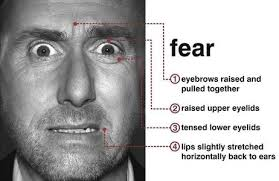 fear
1 eyebrows raised and
pulled together
2 raised upper eyelids
3 tensed lower eyelids
4 lips slightly stretched
horizontally back to ears